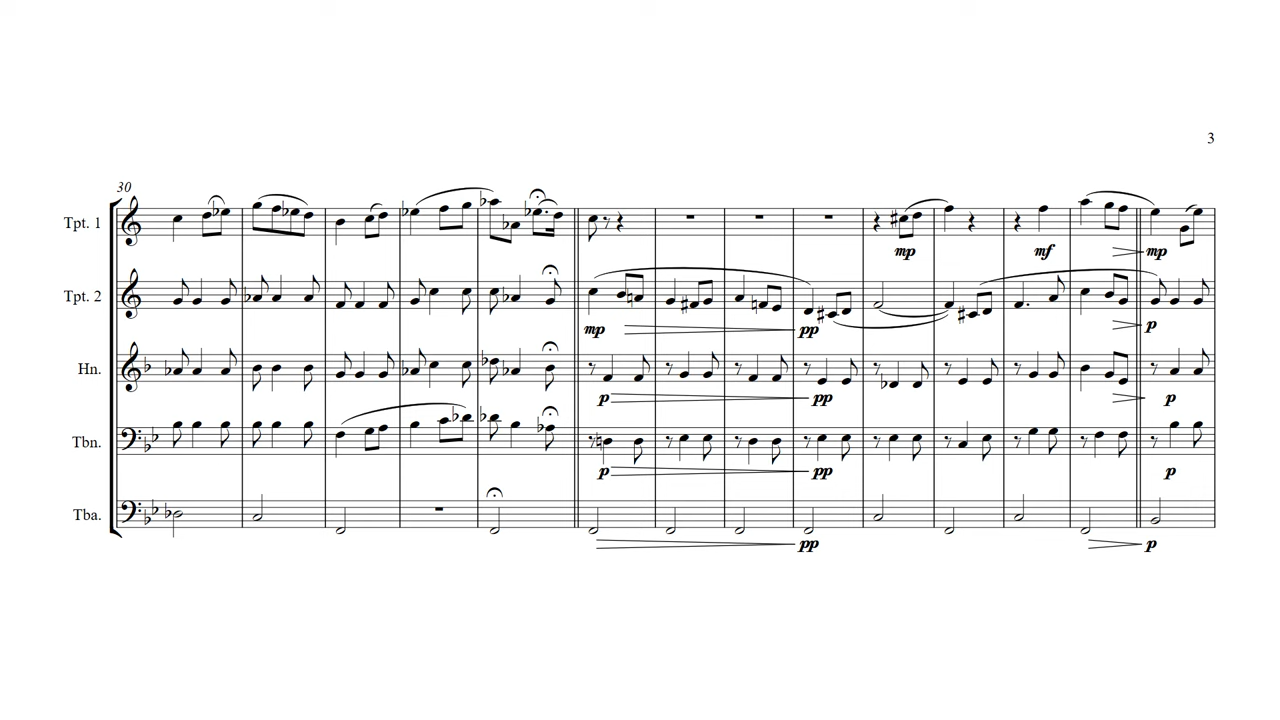 3
30
Tpt. 1
mp mf mp
Tpt. 2
mp pp p
Hn.
p pp p
Tbn.
p pp p
Tba.
pp p